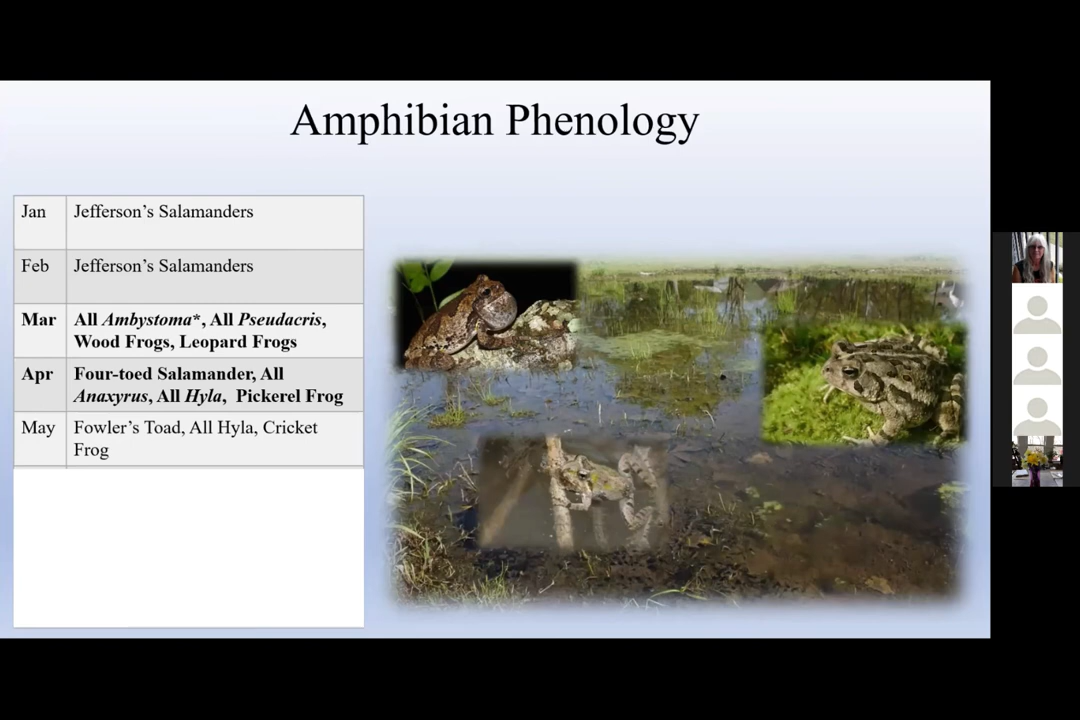 Amphibian Phenology
Jan Jefferson’s Salamanders
Feb Jefferson’s Salamanders
Mar All Ambystoma*, All Pseudacris,
Wood Frogs, Leopard Frogs
Apr Four-toed Salamander, All
Anaxyrus, All Hyla, Pickerel Frog
May Fowler’s Toad, All Hyla, Cricket
Frog